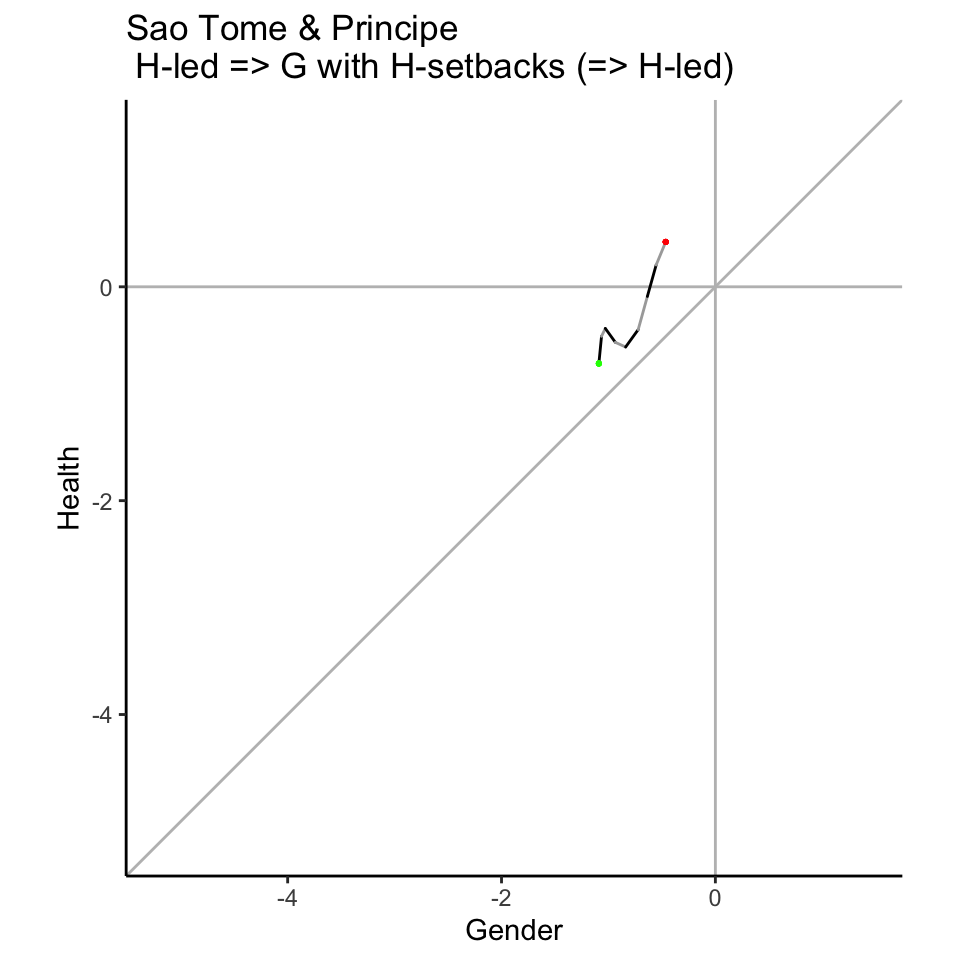 Sao Tome & Principe
H-led => G with H-setbacks (=> H-led)
0
-2
-4
Health
-4
-2
0
Gender